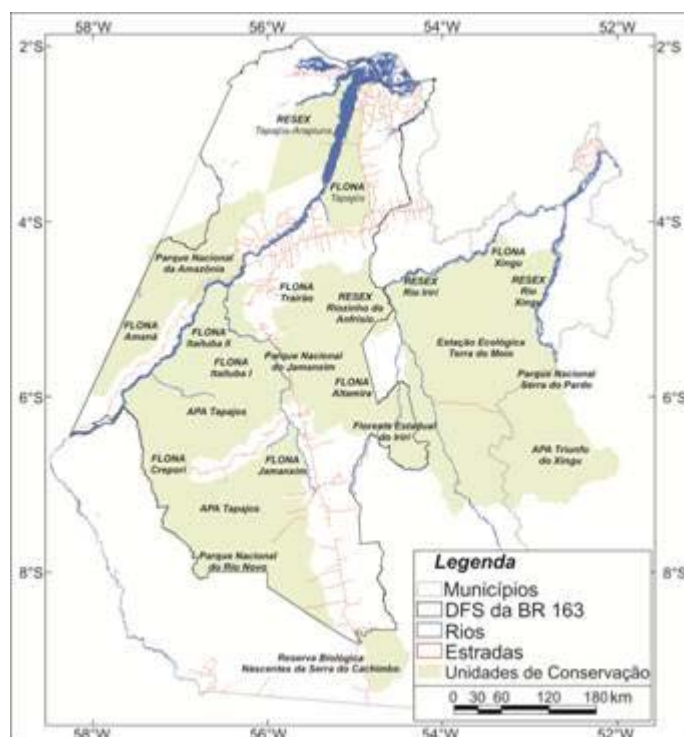 58°W 56°W 54°W 52°W
2°S 2°S
RESEX
Tapajós-Arapiuns
FLONA
Tapajós
4°S 4°S
Parque Nacional
da Amazônia
FLONA
Xingu
FLONA
Trairão
RESEX
Riozinho do
Anfrísio
RESEX
Rio Iriri
RESEX
Rio
Xingu
FLONA
Amanã
FLONA
Itaituba II
FLONA
Itaituba I
Parque Nacional
do Jamanxim
Estação Ecológica
Terra do Meio
FLONA
Altamira
Parque Nacional
Serra do Pardo
6°S 6°S
APA Tapajos
Floresta Estadual
do Iriri
FLONA
Crepori
FLONA
Jamanxim
APA Triunfo
do Xingu
APA Tapajos
Parque Nacional
do Rio Novo
8°S 8°S
Reserva Biológica
Nascentes da Serra do Cachimbo
Legenda
Municípios
DFS da BR 163
Rios
Estradas
Unidades de Conservação
0 30 60 120 180 km
58°W 56°W 54°W 52°W